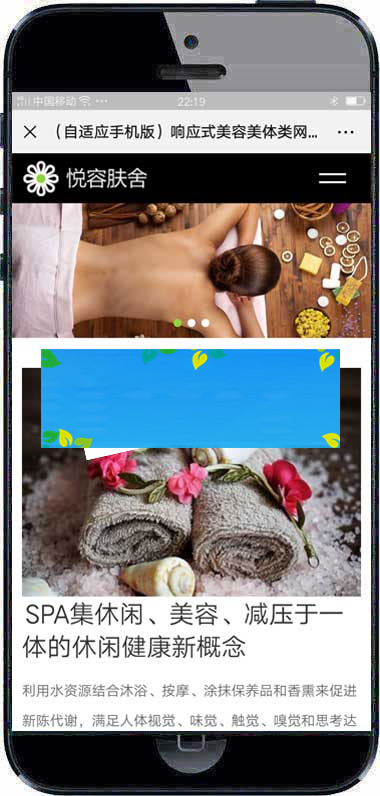 中国移动 22:19
（自适应手机版）响应式美容美体类网...
悦容肤舍
SPA集休闲、美容、减压于一
体的休闲健康新概念
利用水资源结合沐浴、按摩、涂抹保养品和香熏来促进
新陈代谢，满足人体视觉、味觉、触觉、嗅觉和思考达